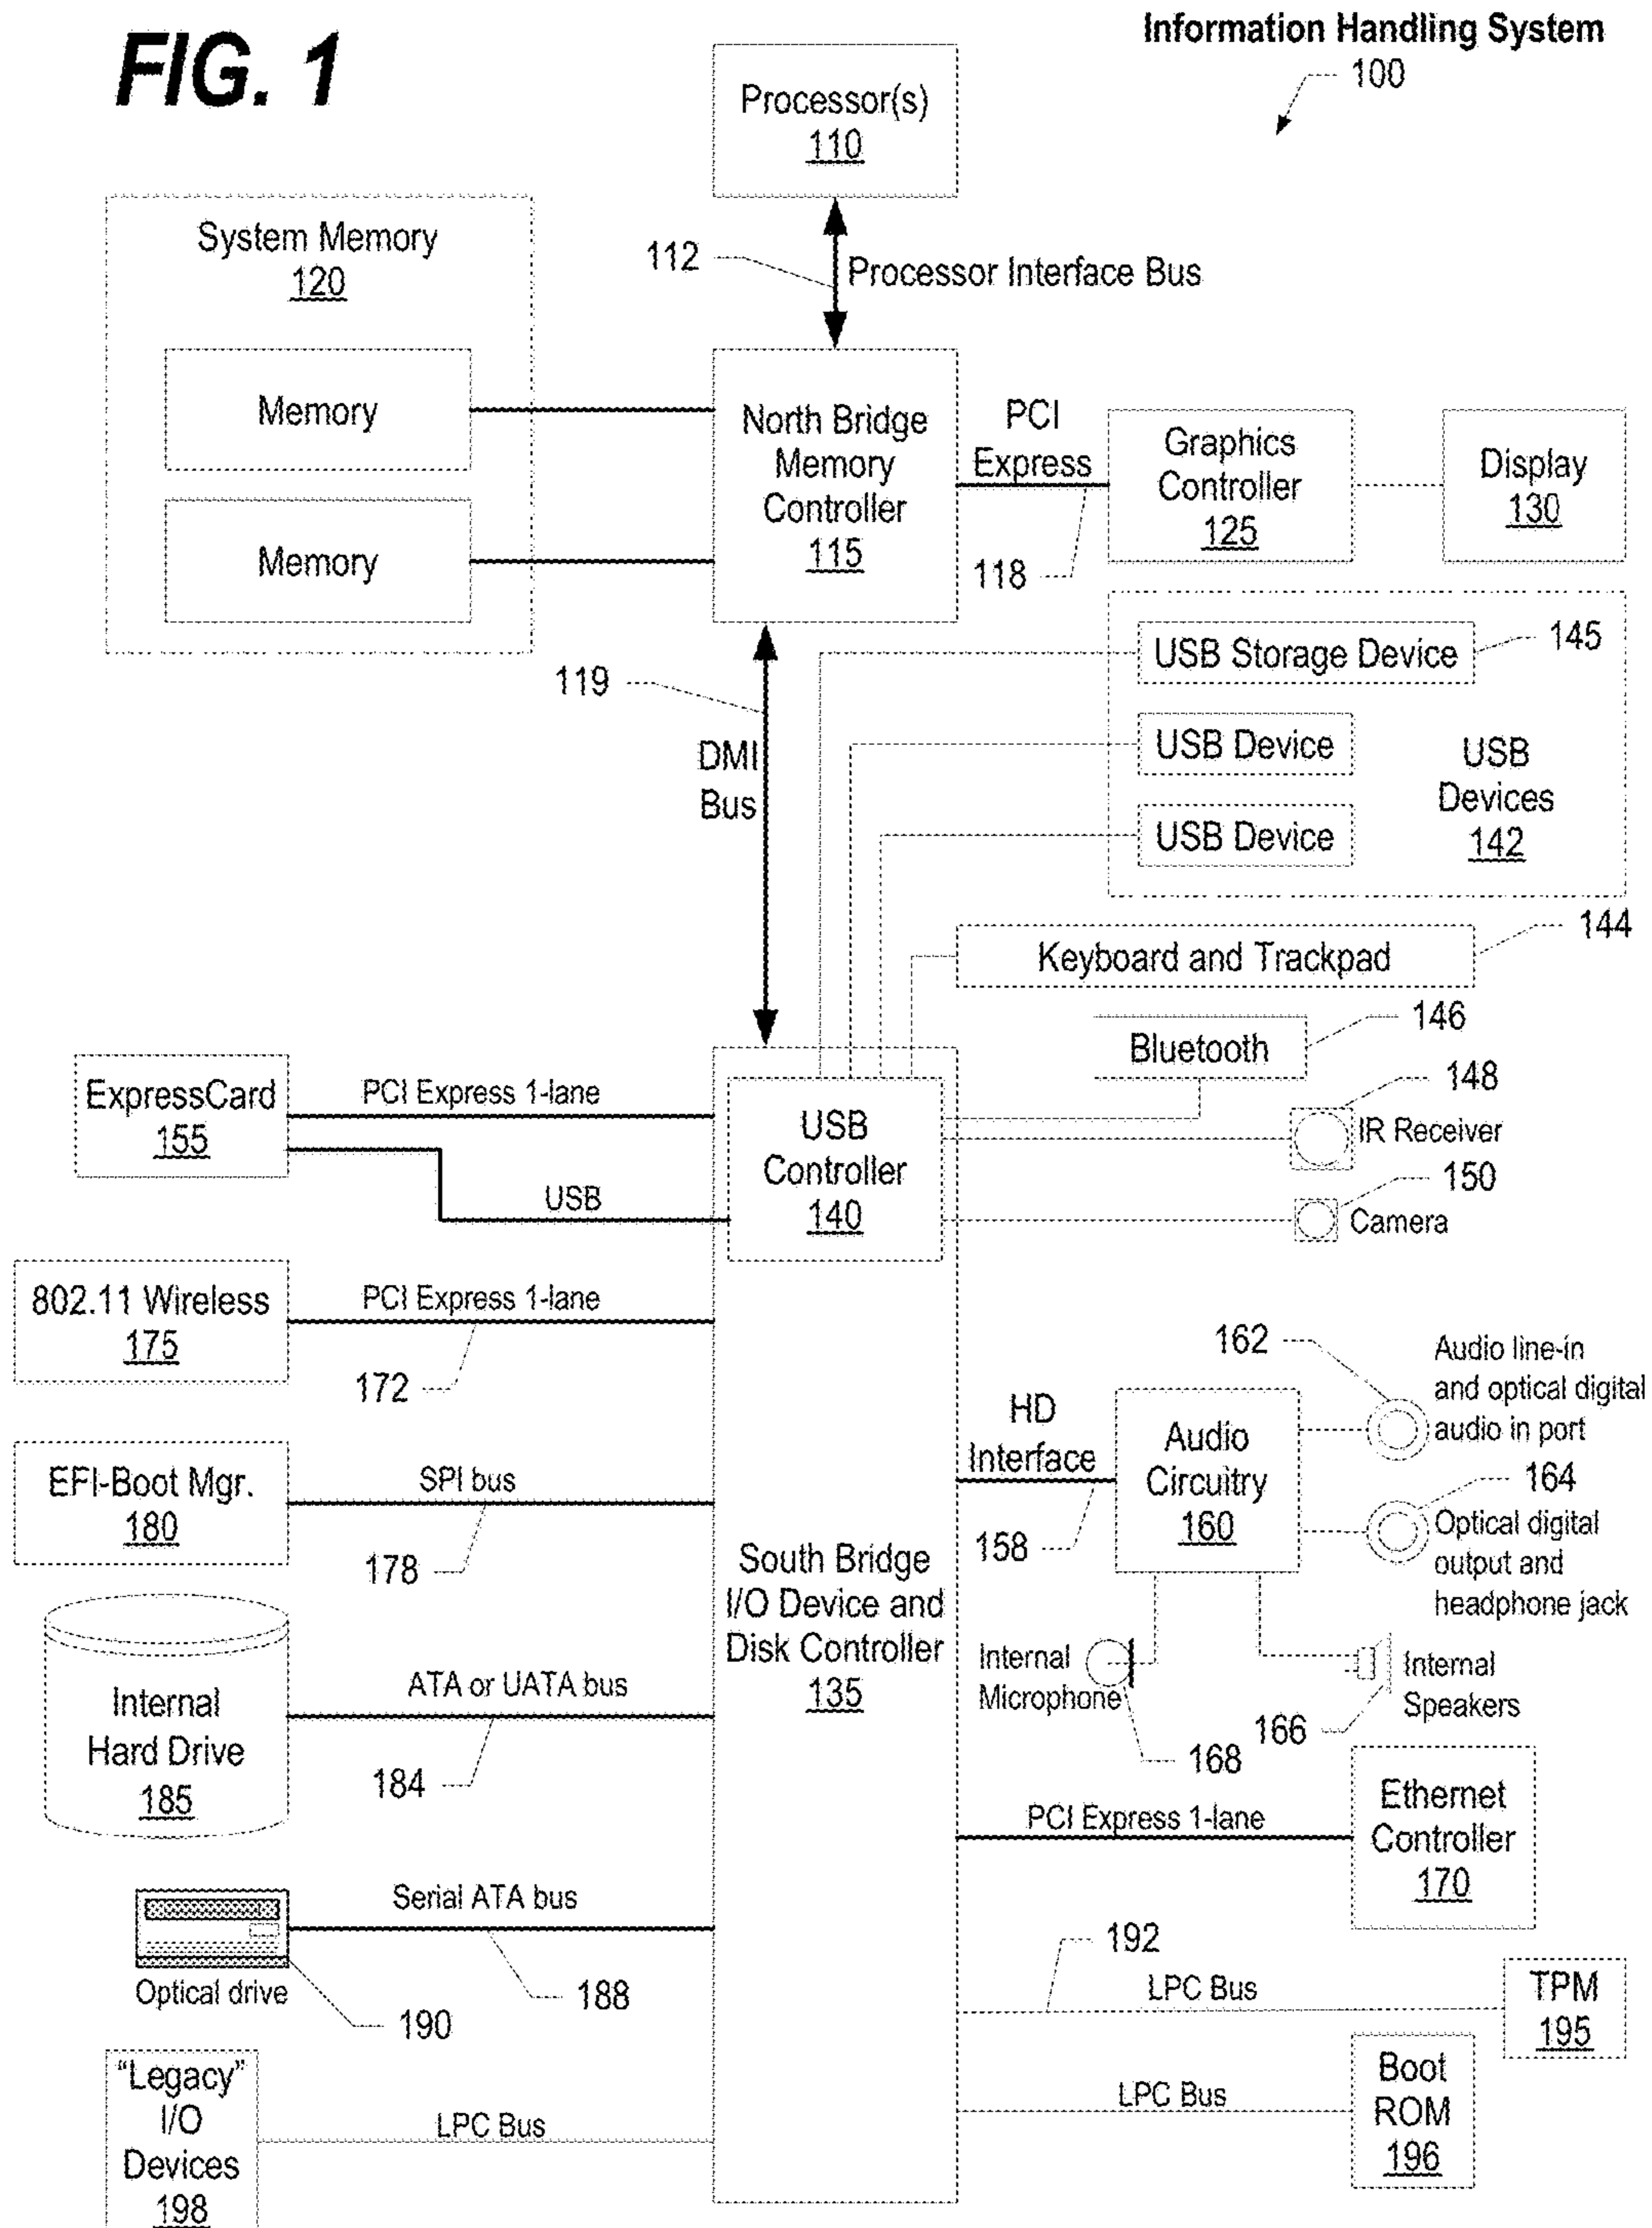 FIG. 1
Information Handling System
100
Processor(s)
110
System Memory
120
112
Processor Interface Bus
Memory
Memory
North Bridge
Memory
Controller
115
PCI
Express
118
Graphics
Controller
125
Display
130
119
DMI
Bus
USB Storage Device
145
USB Device
USB Device
USB
Devices
142
144
Keyboard and Trackpad
146
Bluetooth
148
IR Receiver
150
Camera
ExpressCard
155
PCI Express 1-lane
USB
USB
Controller
140
802.11 Wireless
175
PCI Express 1-lane
172
162
Audio line-in
and optical digital
audio in port
HD
Interface
158
Audio
Circuitry
160
164
Optical digital
output and
headphone jack
EFI-Boot Mgr.
180
SPI bus
178
South Bridge
I/O Device and
Disk Controller
135
Internal
Microphone
168
Internal
Speakers
166
Internal
Hard Drive
185
ATA or UATA bus
184
PCI Express 1-lane
Ethernet
Controller
170
Serial ATA bus
188
Optical drive
190
192
LPC Bus
TPM
195
"Legacy"
I/O
Devices
198
LPC Bus
LPC Bus
Boot
ROM
196